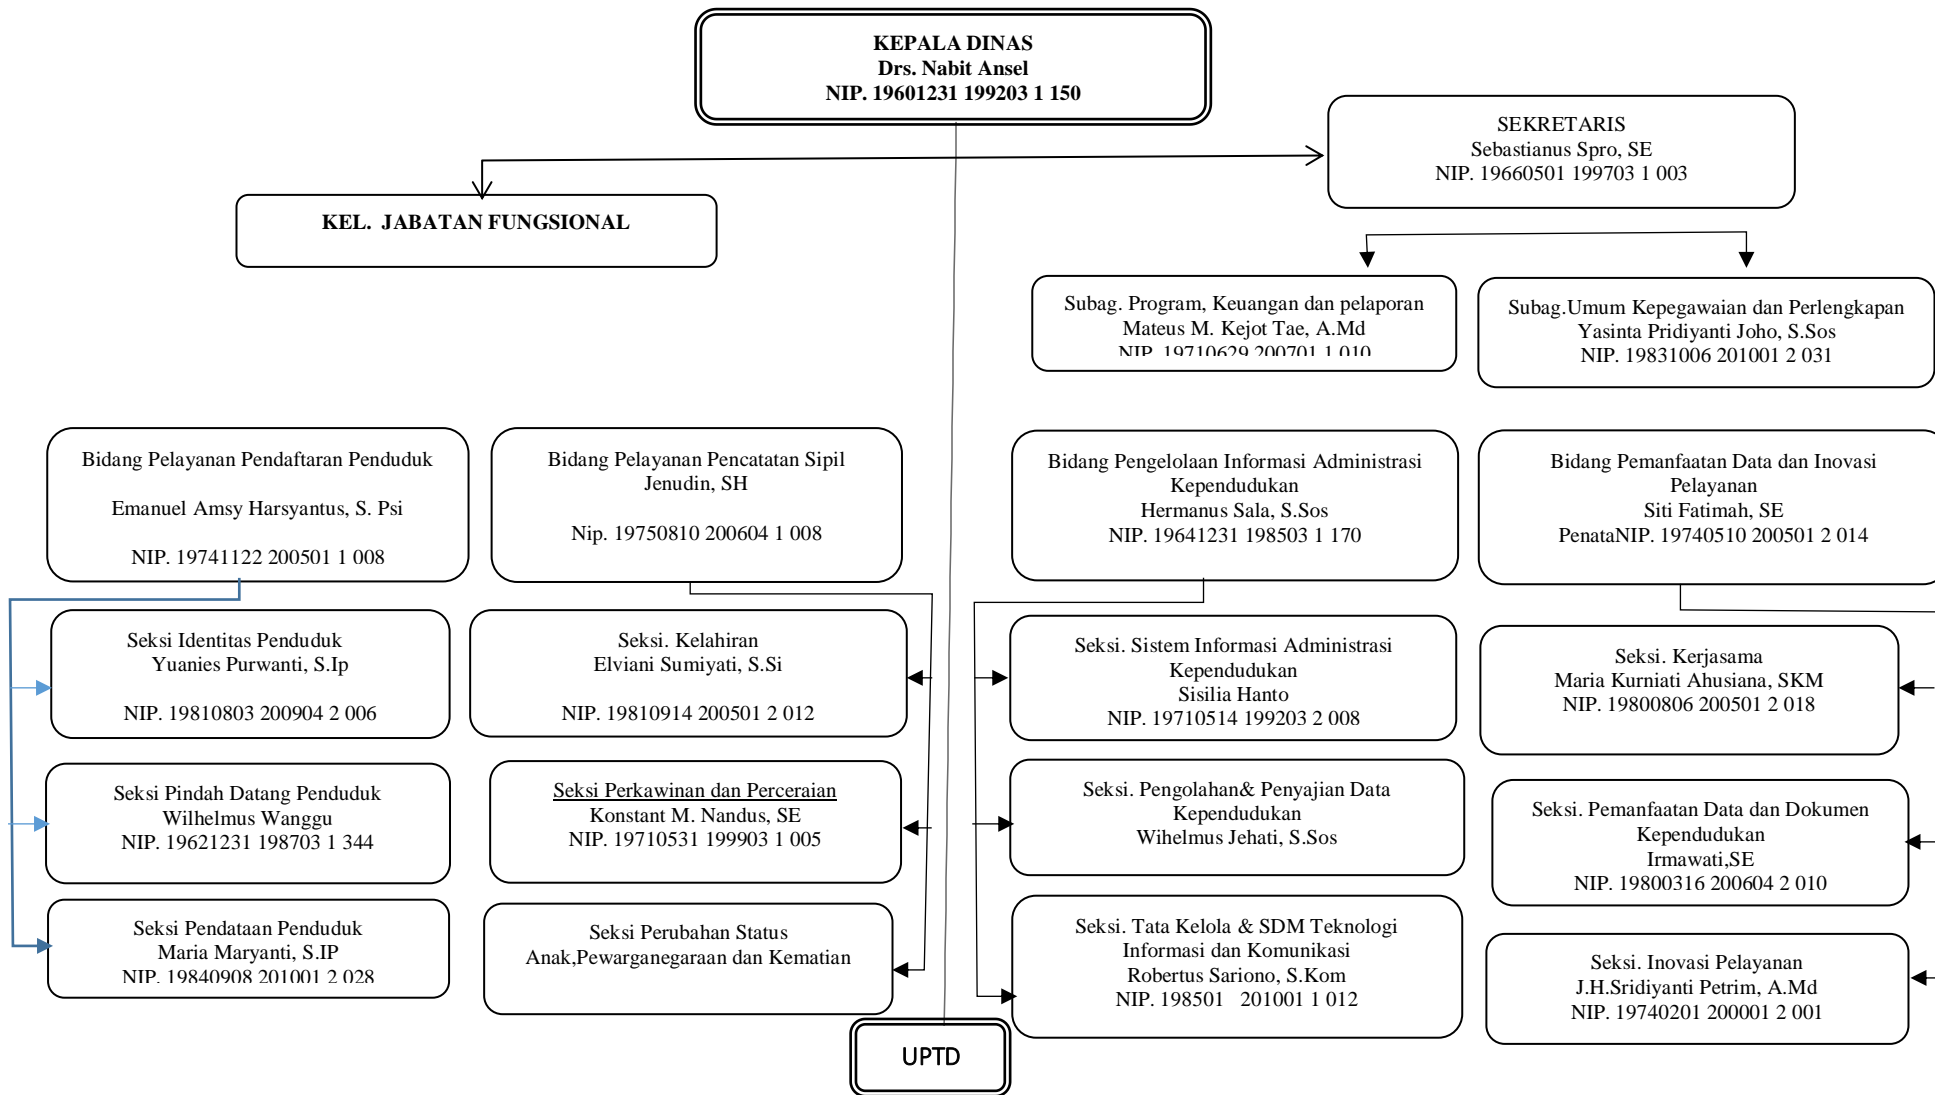 KEPALA DINAS
Drs. Nabit Ansel
NIP. 19601231 199203 1 150
SEKRETARIS
Sebastianus Spro, SE
NIP. 19660501 199703 1 003
KEL. JABATAN FUNGSIONAL
Subag. Program, Keuangan dan pelaporan
Mateus M. Kejot Tae, A.Md
NIP. 19710629 200701 1 010
Subag.Umum Kepegawaian dan Perlengkapan
Yasinta Pridiyanti Joho, S.Sos
NIP. 19831006 201001 2 031
Bidang Pelayanan Pendaftaran Penduduk
Emanuel Amsy Harsyantus, S. Psi
NIP. 19741122 200501 1 008
Bidang Pelayanan Pencatatan Sipil
Jenudin, SH
Nip. 19750810 200604 1 008
Bidang Pengelolaan Informasi Administrasi
Kependudukan
Hermanus Sala, S.Sos
NIP. 19641231 198503 1 170
Bidang Pemanfaatan Data dan Inovasi
Pelayanan
Siti Fatimah, SE
PenataNIP. 19740510 200501 2 014
Seksi Identitas Penduduk
Yuanies Purwanti, S.Ip
NIP. 19810803 200904 2 006
Seksi. Kelahiran
Elviani Sumiyati, S.Si
NIP. 19810914 200501 2 012
Seksi. Sistem Informasi Administrasi
Kependudukan
Sisilia Hanto
NIP. 19710514 199203 2 008
Seksi. Kerjasama
Maria Kurniati Ahusiana, SKM
NIP. 19800806 200501 2 018
Seksi Pindah Datang Penduduk
Wilhelmus Wanggu
NIP. 19621231 198703 1 344
Seksi Perkawinan dan Perceraian
Konstant M. Nandus, SE
NIP. 19710531 199903 1 005
Seksi. Pengolahan& Penyajian Data
Kependudukan
Wihelmus Jehati, S.Sos
Seksi. Pemanfaatan Data dan Dokumen
Kependudukan
Irmawati,SE
NIP. 19800316 200604 2 010
Seksi Pendataan Penduduk
Maria Maryanti, S.IP
NIP. 19840908 201001 2 028
Seksi Perubahan Status
Anak,Pewarganegaraan dan Kematian
Seksi. Tata Kelola & SDM Teknologi
Informasi dan Komunikasi
Robertus Sariono, S.Kom
NIP. 198501 201001 1 012
Seksi. Inovasi Pelayanan
J.H.Sridiyanti Petrim, A.Md
NIP. 19740201 200001 2 001
UPTD